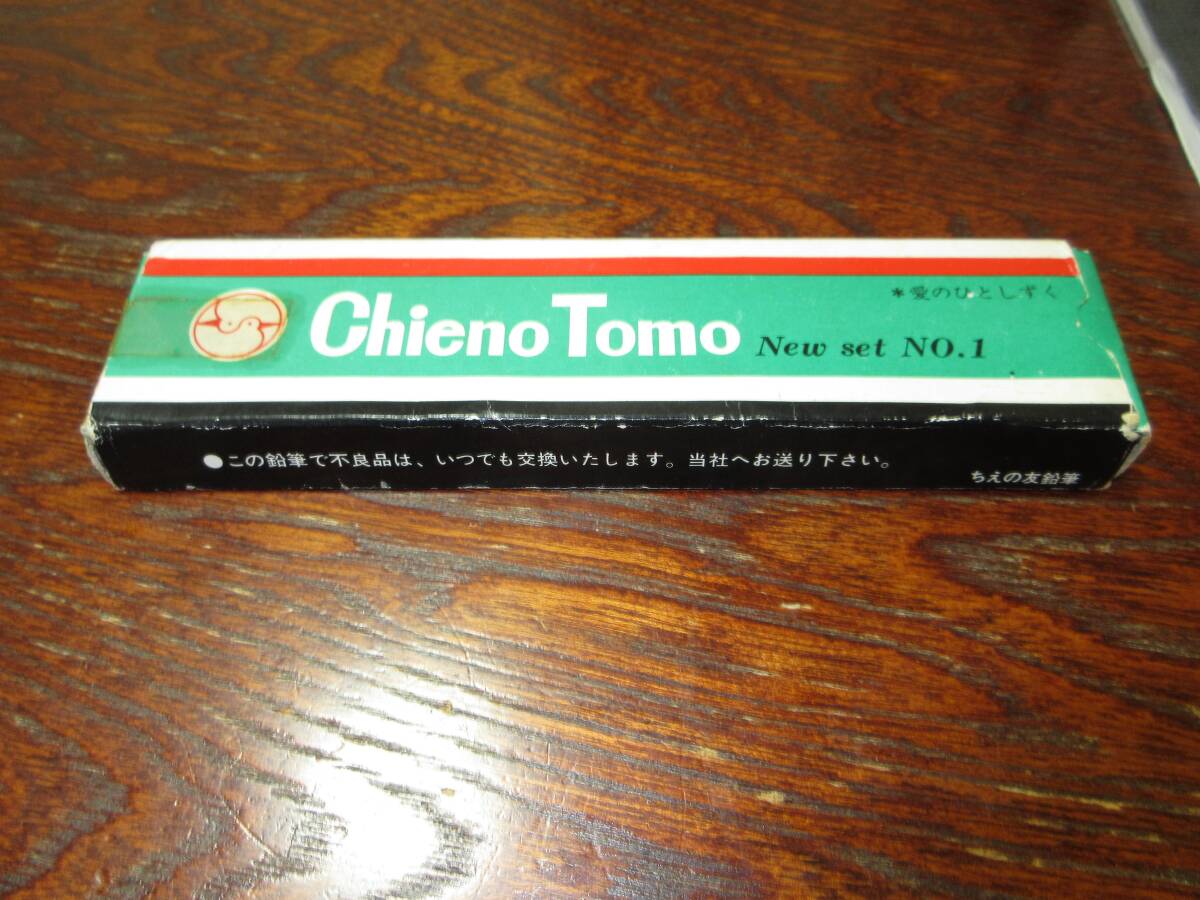 *愛のひとしずく
Chieno Tomo New set NO.1
●この鉛筆で不良品は、いつでも交換いたします。当社へお送り下さい。
ちえの友鉛筆